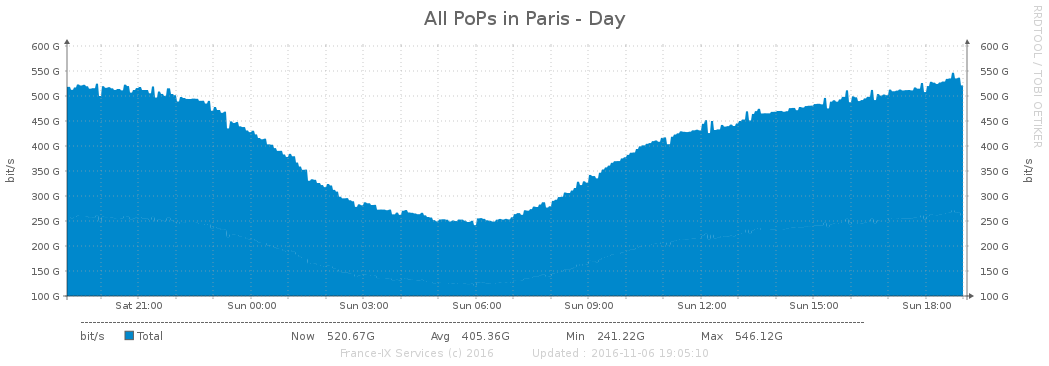 All PoPs in Paris - Day
RRDTOOL / TOBI OETIKER
600 G 600 G
550 G 550 G
500 G 500 G
450 G 450 G
400 G 400 G
350 G 350 G
300 G 300 G
250 G 250 G
200 G 200 G
150 G 150 G
100 G 100 G
bit/s bit/s
Sat 21:00 Sun 00:00 Sun 03:00 Sun 06:00 Sun 09:00 Sun 12:00 Sun 15:00 Sun 18:00
bit/s Total Now 520.67G Avg 405.36G Min 241.22G Max 546.12G
France-IX Services (c) 2016 Updated : 2016-11-06 19:05:10